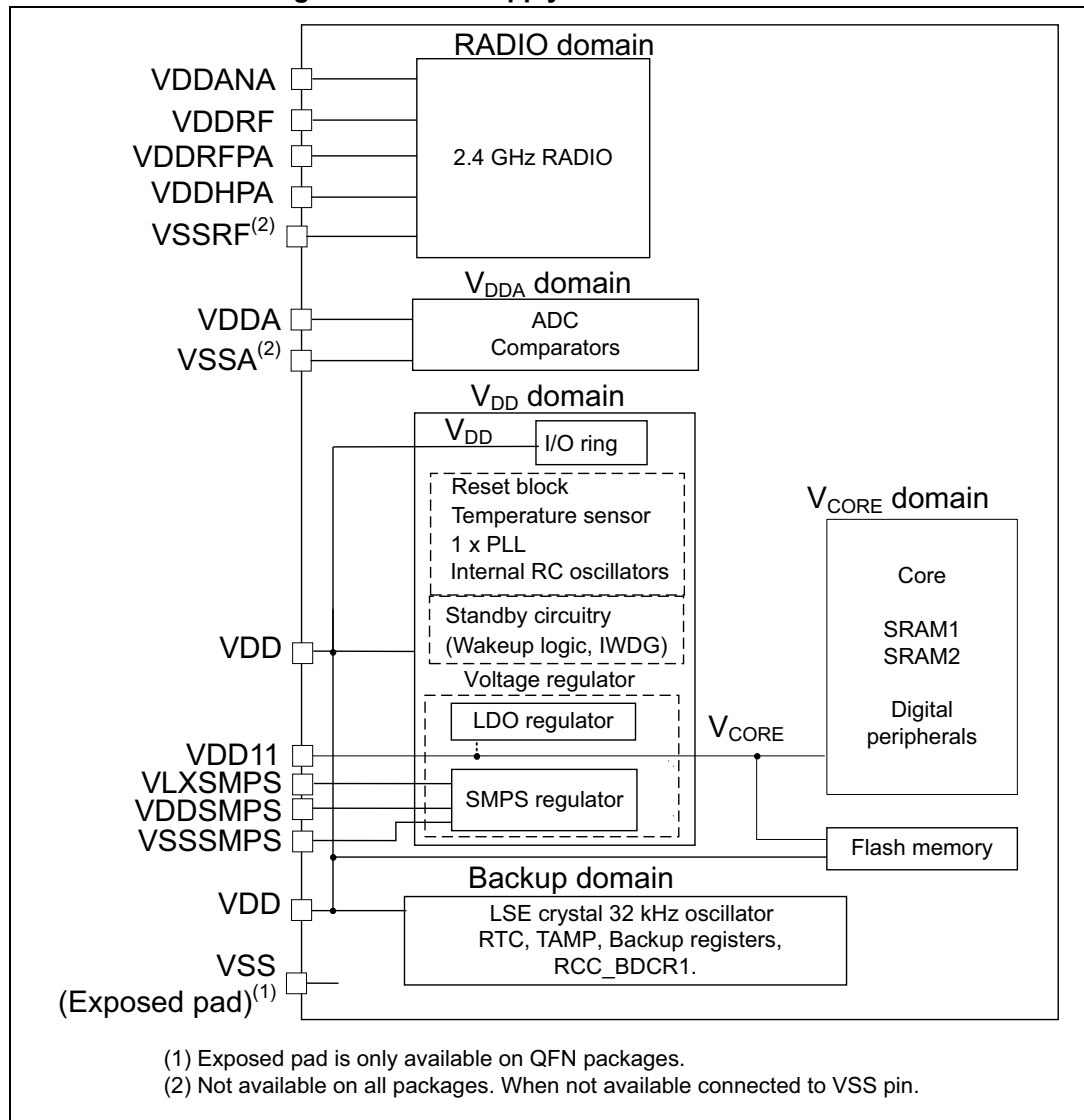 RADIO domain
VDDANA
VDDRF
VDDRFPA
VDDHPA
VSSRF(2)
2.4 GHz RADIO
VDDA domain
VDDA
VSSA(2)
ADC
Comparators
VDD domain
VDD
I/O ring
Reset block
Temperature sensor
1 x PLL
Internal RC oscillators
Standby circuitry
(Wakeup logic, IWDG)
VDD
Voltage regulator
LDO regulator
VCORE
VDD11
VLXSMPS
VDDSMPS
VSSSMPS
SMPS regulator
VCORE domain
Core
SRAM1
SRAM2
Digital
peripherals
Flash memory
Backup domain
VDD
LSE crystal 32 kHz oscillator
RTC, TAMP, Backup registers,
RCC_BDCR1.
VSS
(Exposed pad)(1)
(1) Exposed pad is only available on QFN packages.
(2) Not available on all packages. When not available connected to VSS pin.